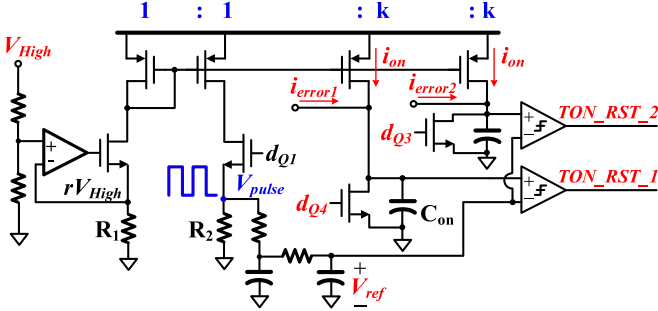 1 : 1 : k : k
V_High
i_on
i_on
i_error1
i_error2
TON_RST_2
+
-
d_Q3
+
-
d_Q1
rV_High
V_pulse
TON_RST_1
+
-
d_Q4
R_1
R_2
C_on
+
V_ref
−